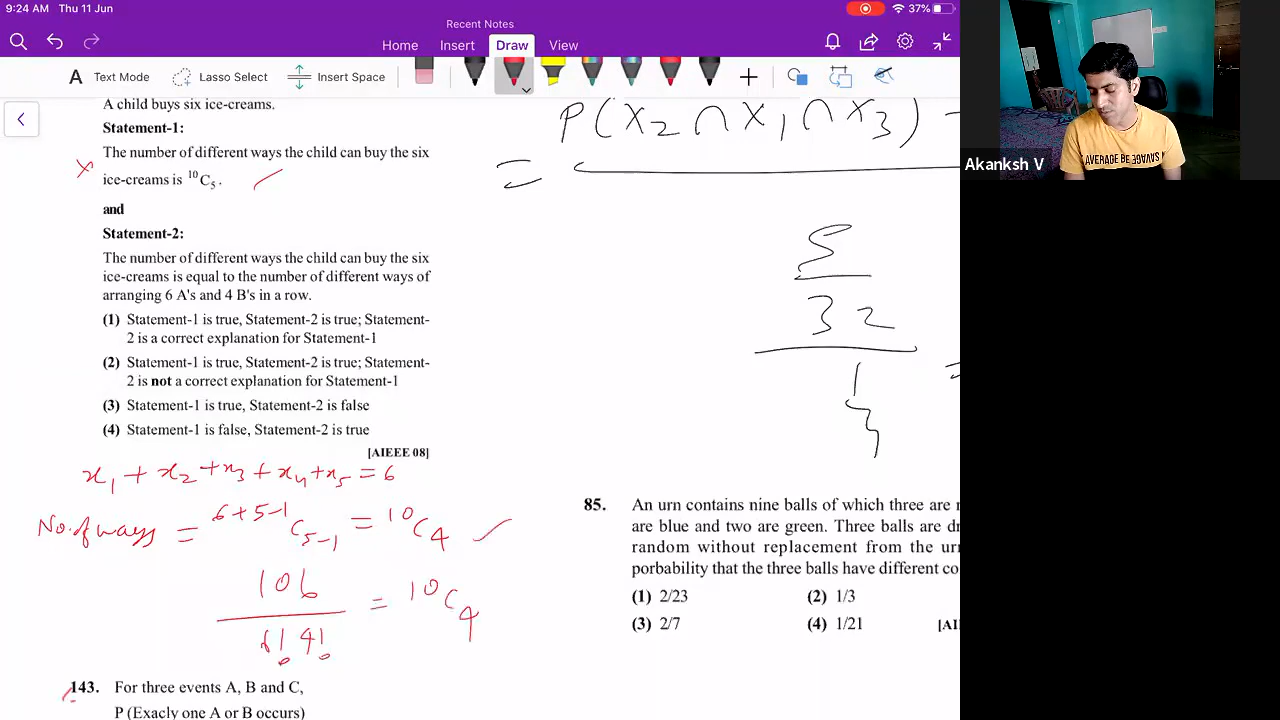 9:24 AM Thu 11 Jun
37%
Recent Notes
Home Insert Draw View
Text Mode Lasso Select Insert Space
A child buys six ice-creams.
Statement-1:
The number of different ways the child can buy the six
ice-creams is ¹⁰C₅.
and
Statement-2:
The number of different ways the child can buy the six
ice-creams is equal to the number of different ways of
arranging 6 A's and 4 B's in a row.
(1) Statement-1 is true, Statement-2 is true; Statement-
2 is a correct explanation for Statement-1
(2) Statement-1 is true, Statement-2 is true; Statement-
2 is not a correct explanation for Statement-1
(3) Statement-1 is true, Statement-2 is false
(4) Statement-1 is false, Statement-2 is true
[AIEEE 08]
x₁ + x₂ + x₃ + x₄ + x₅ = 6
No. of ways = ⁶⁺⁵⁻¹C₅₋₁ = ¹⁰C₄
= ¹⁰C₄
6! 4!
143. For three events A, B and C,
P (Exacly one A or B occurs)
P(X₂ ∩ X₁ ∩ X₃)
=
5
32
85. An urn contains nine balls of which three are
are blue and two are green. Three balls are
random without replacement from the
porbability that the three balls have different
(1) 2/23 (2) 1/3
(3) 2/7 (4) 1/21
Akanksh V
AVERAGE BE SAVAGE